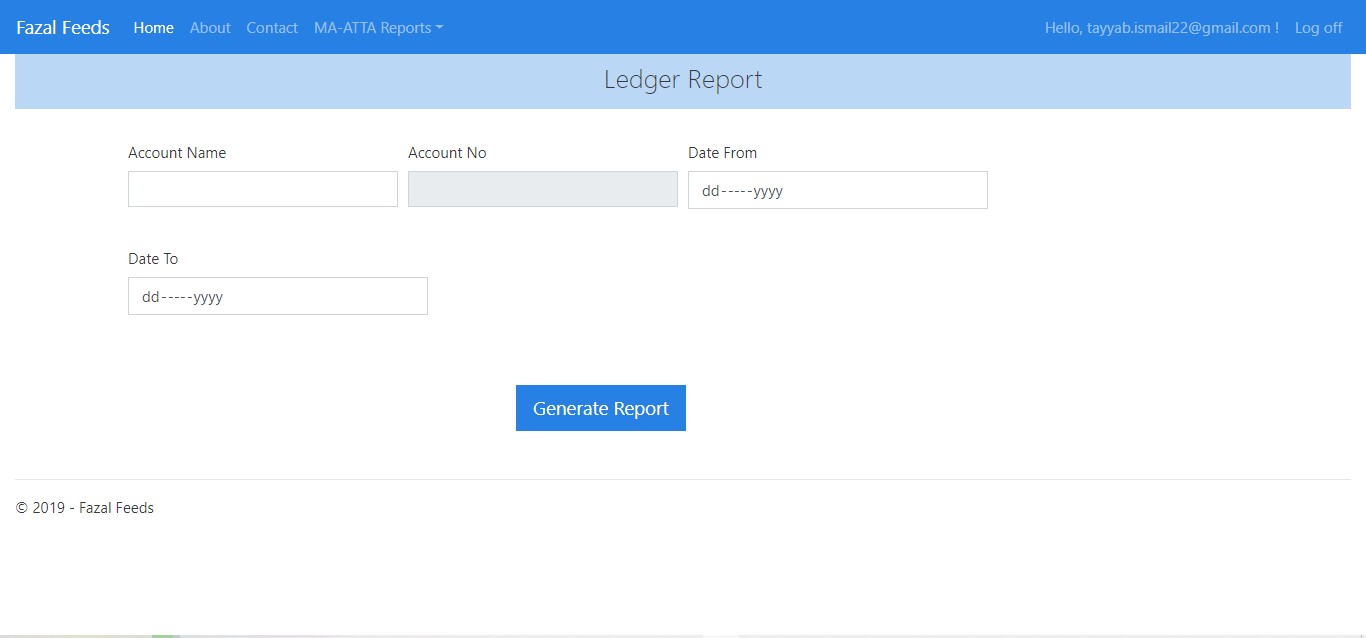 Fazal Feeds Home About Contact MA-ATTA Reports Hello, tayyab.ismail22@gmail.com ! Log off
Ledger Report
Account Name Account No Date From
dd-----yyyy
Date To
dd-----yyyy
Generate Report
© 2019 - Fazal Feeds